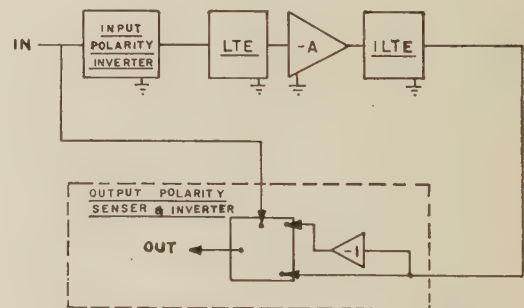 IN
INPUT
POLARITY
INVERTER
LTE
-A
ILTE
OUTPUT POLARITY
SENSER & INVERTER
OUT
-1